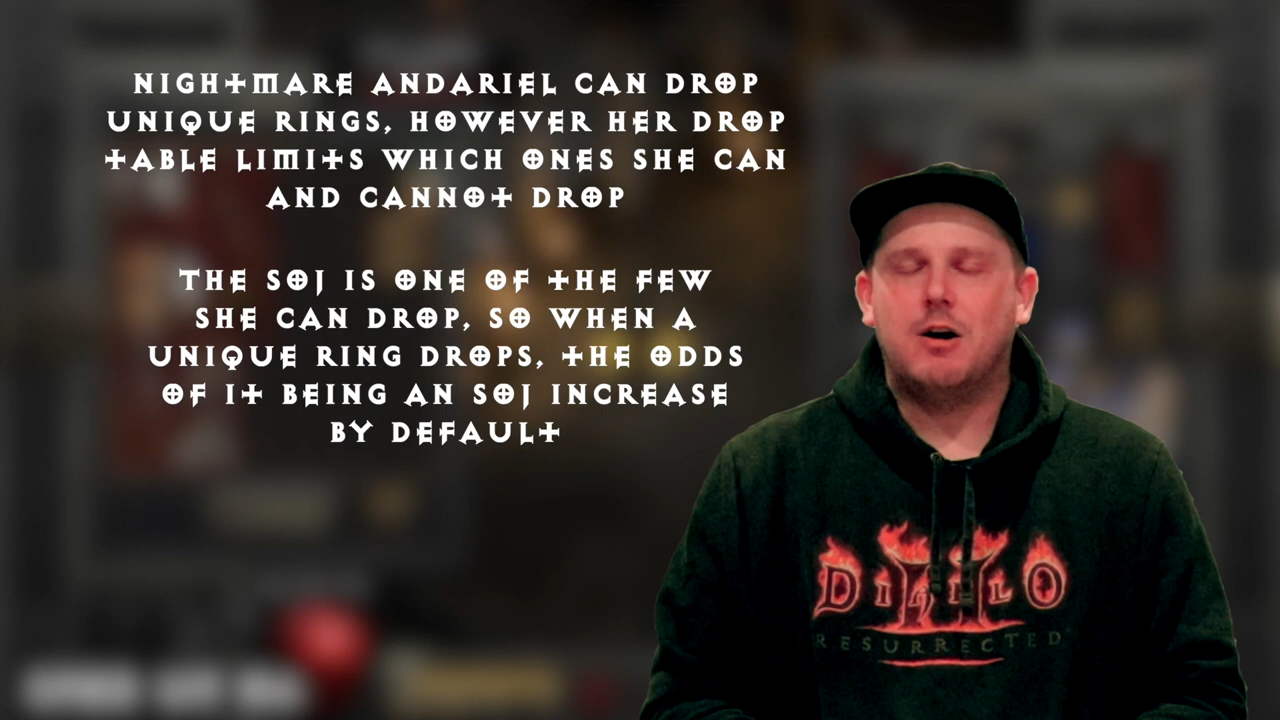 NIGHTMARE ANDARIEL CAN DROP
UNIQUE RINGS, HOWEVER HER DROP
TABLE LIMITS WHICH ONES SHE CAN
AND CANNOT DROP
THE SOJ IS ONE OF THE FEW
SHE CAN DROP, SO WHEN A
UNIQUE RING DROPS, THE ODDS
OF IT BEING AN SOJ INCREASE
BY DEFAULT
DIABLO
RESURRECTED